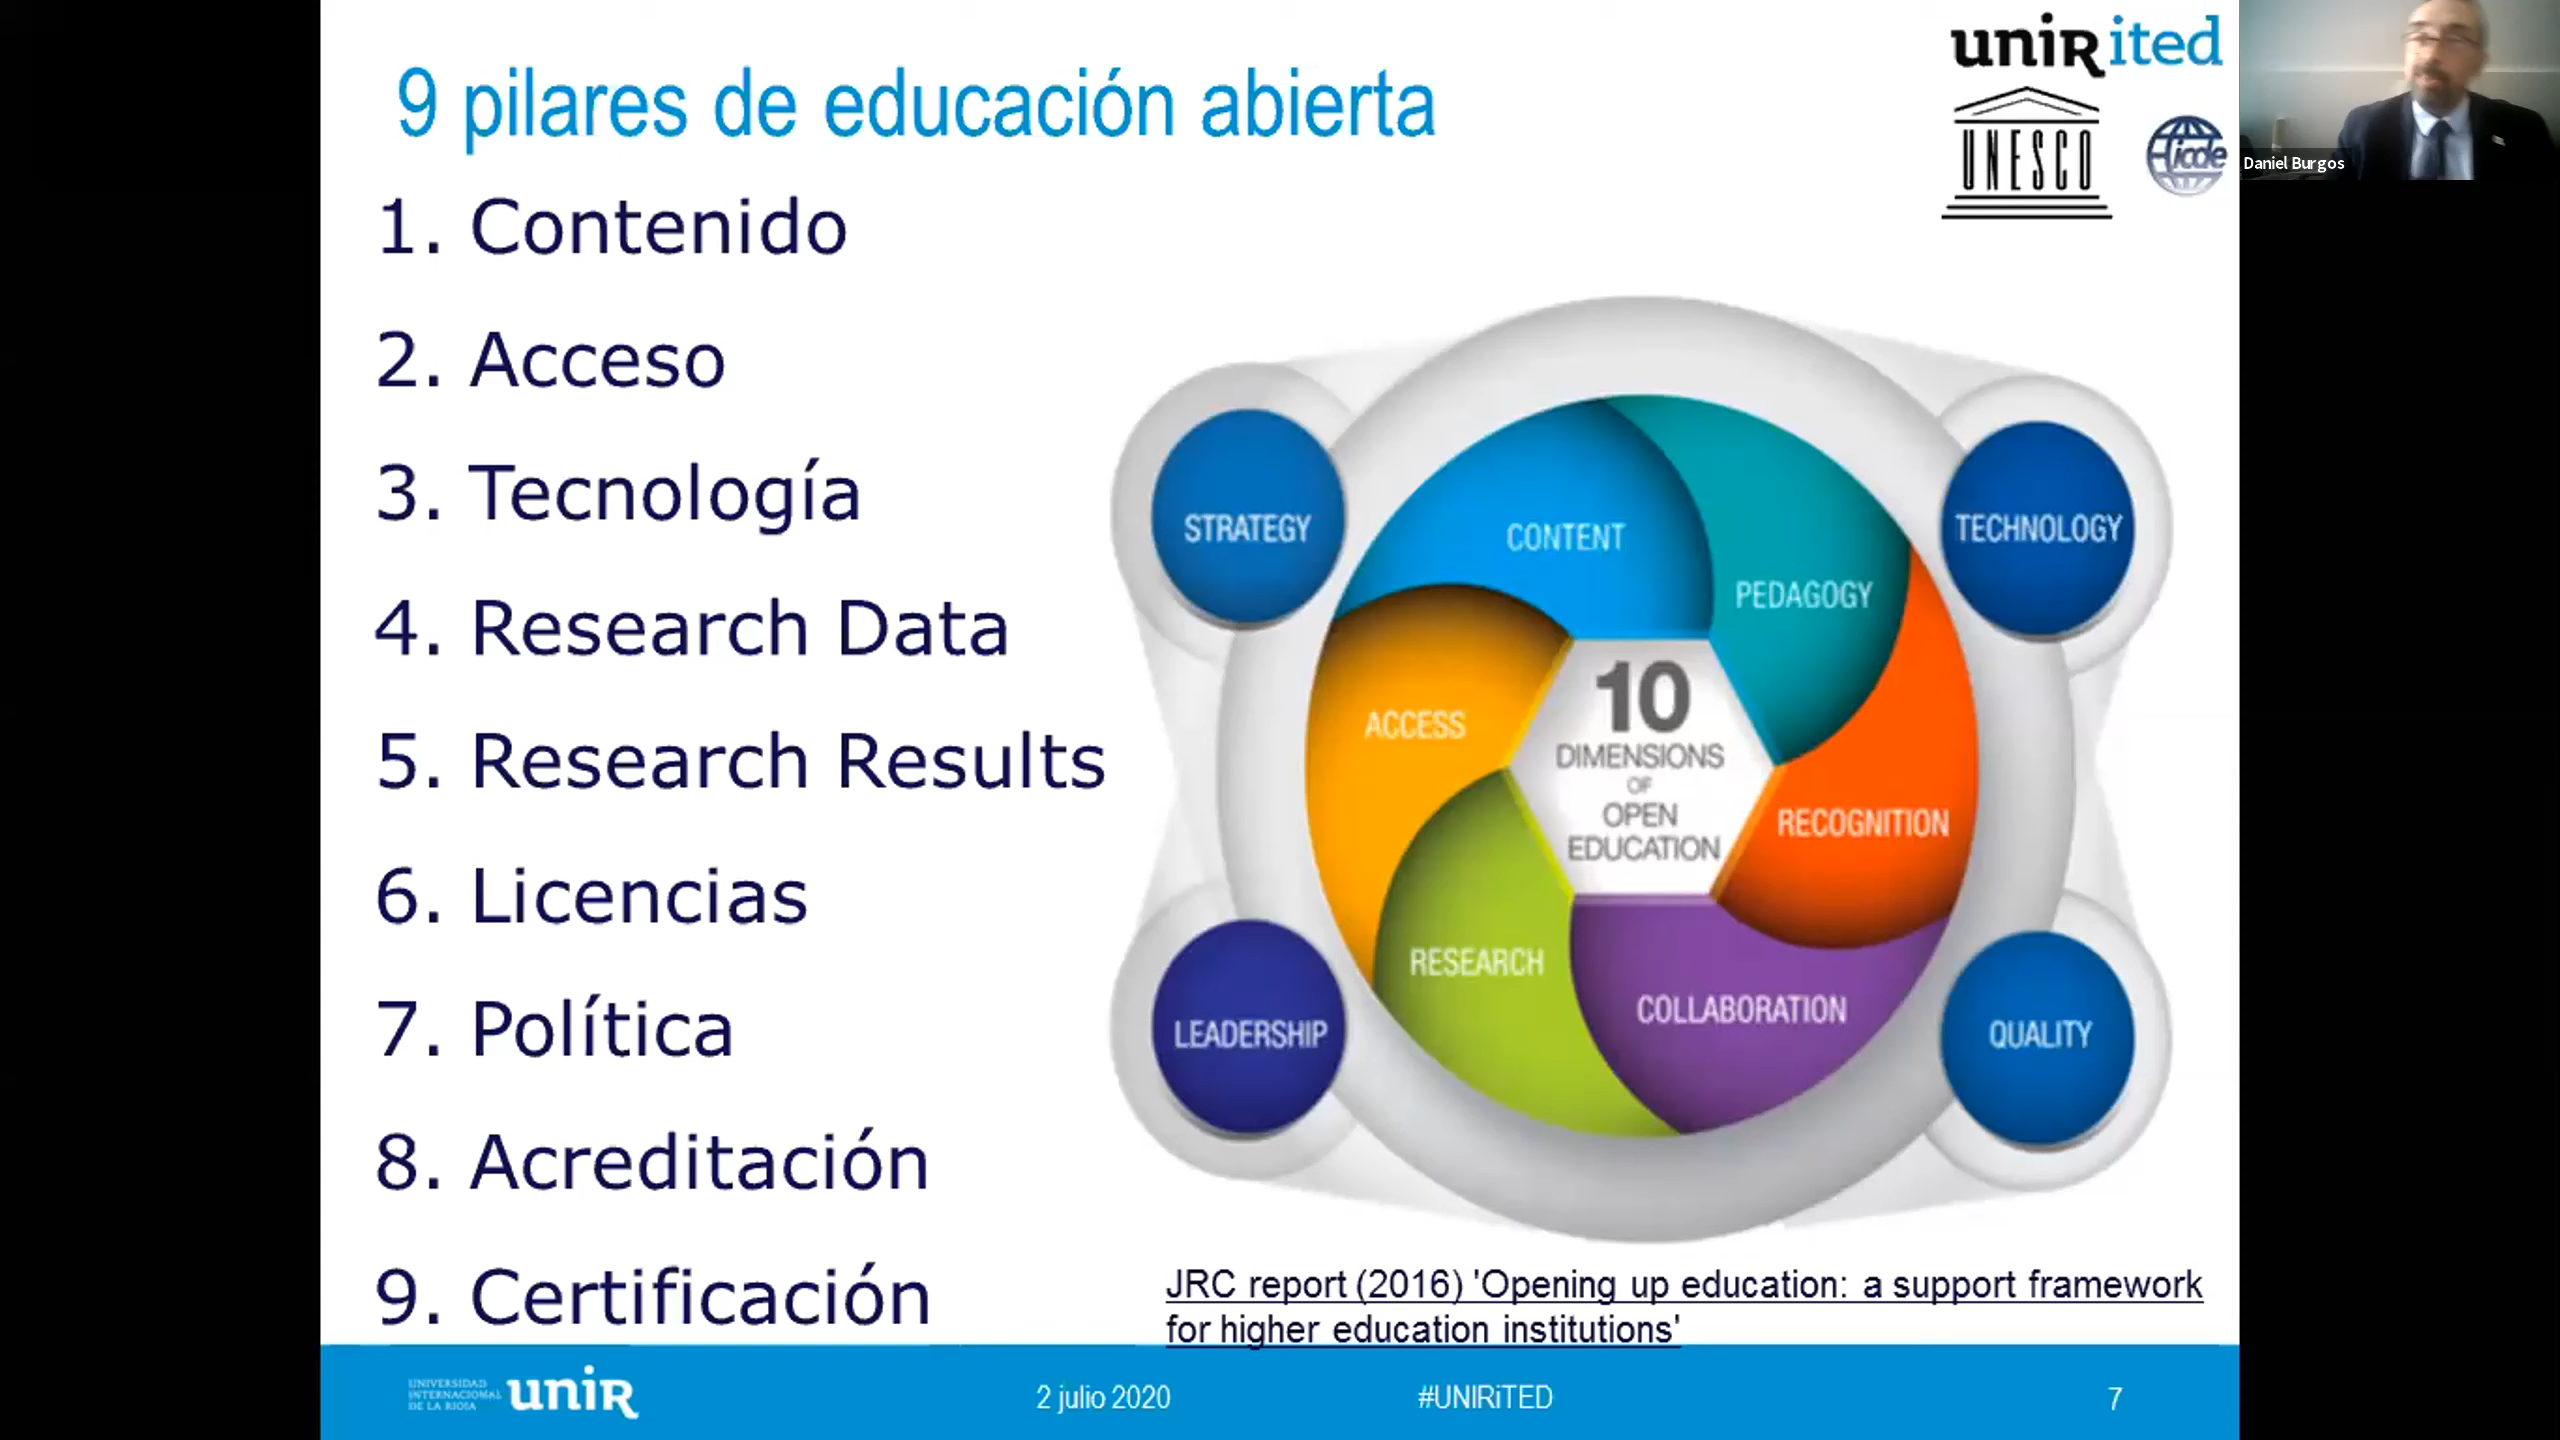 9 pilares de educación abierta
uniR ited
UNESCO
icde
Daniel Burgos
1. Contenido
2. Acceso
3. Tecnología
4. Research Data
5. Research Results
6. Licencias
7. Política
8. Acreditación
9. Certificación
STRATEGY
CONTENT
PEDAGOGY
TECHNOLOGY
ACCESS
10
DIMENSIONS
OF
OPEN
EDUCATION
RECOGNITION
RESEARCH
COLLABORATION
LEADERSHIP
QUALITY
JRC report (2016) 'Opening up education: a support framework
for higher education institutions'
UNIVERSIDAD
INTERNACIONAL
DE LA RIOJA
uniR
2 julio 2020
#UNIRiTED
7